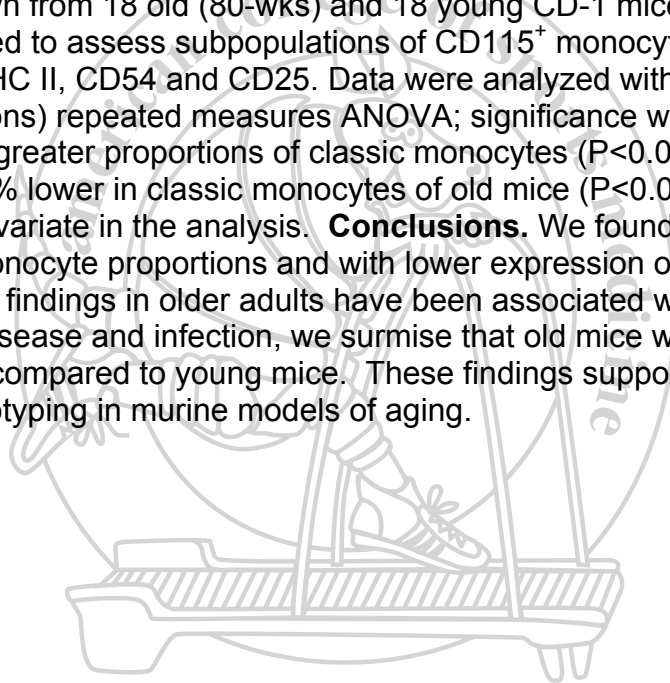 n from 18 old (80-wks) and 18 young CD-1 mice
ed to assess subpopulations of CD115⁺ monocyt
HC II, CD54 and CD25. Data were analyzed with
ons) repeated measures ANOVA; significance w
greater proportions of classic monocytes (P<0.0
% lower in classic monocytes of old mice (P<0.0
variate in the analysis. Conclusions. We found
onocyte proportions and with lower expression o
findings in older adults have been associated w
sease and infection, we surmise that old mice w
compared to young mice. These findings suppo
otyping in murine models of aging.